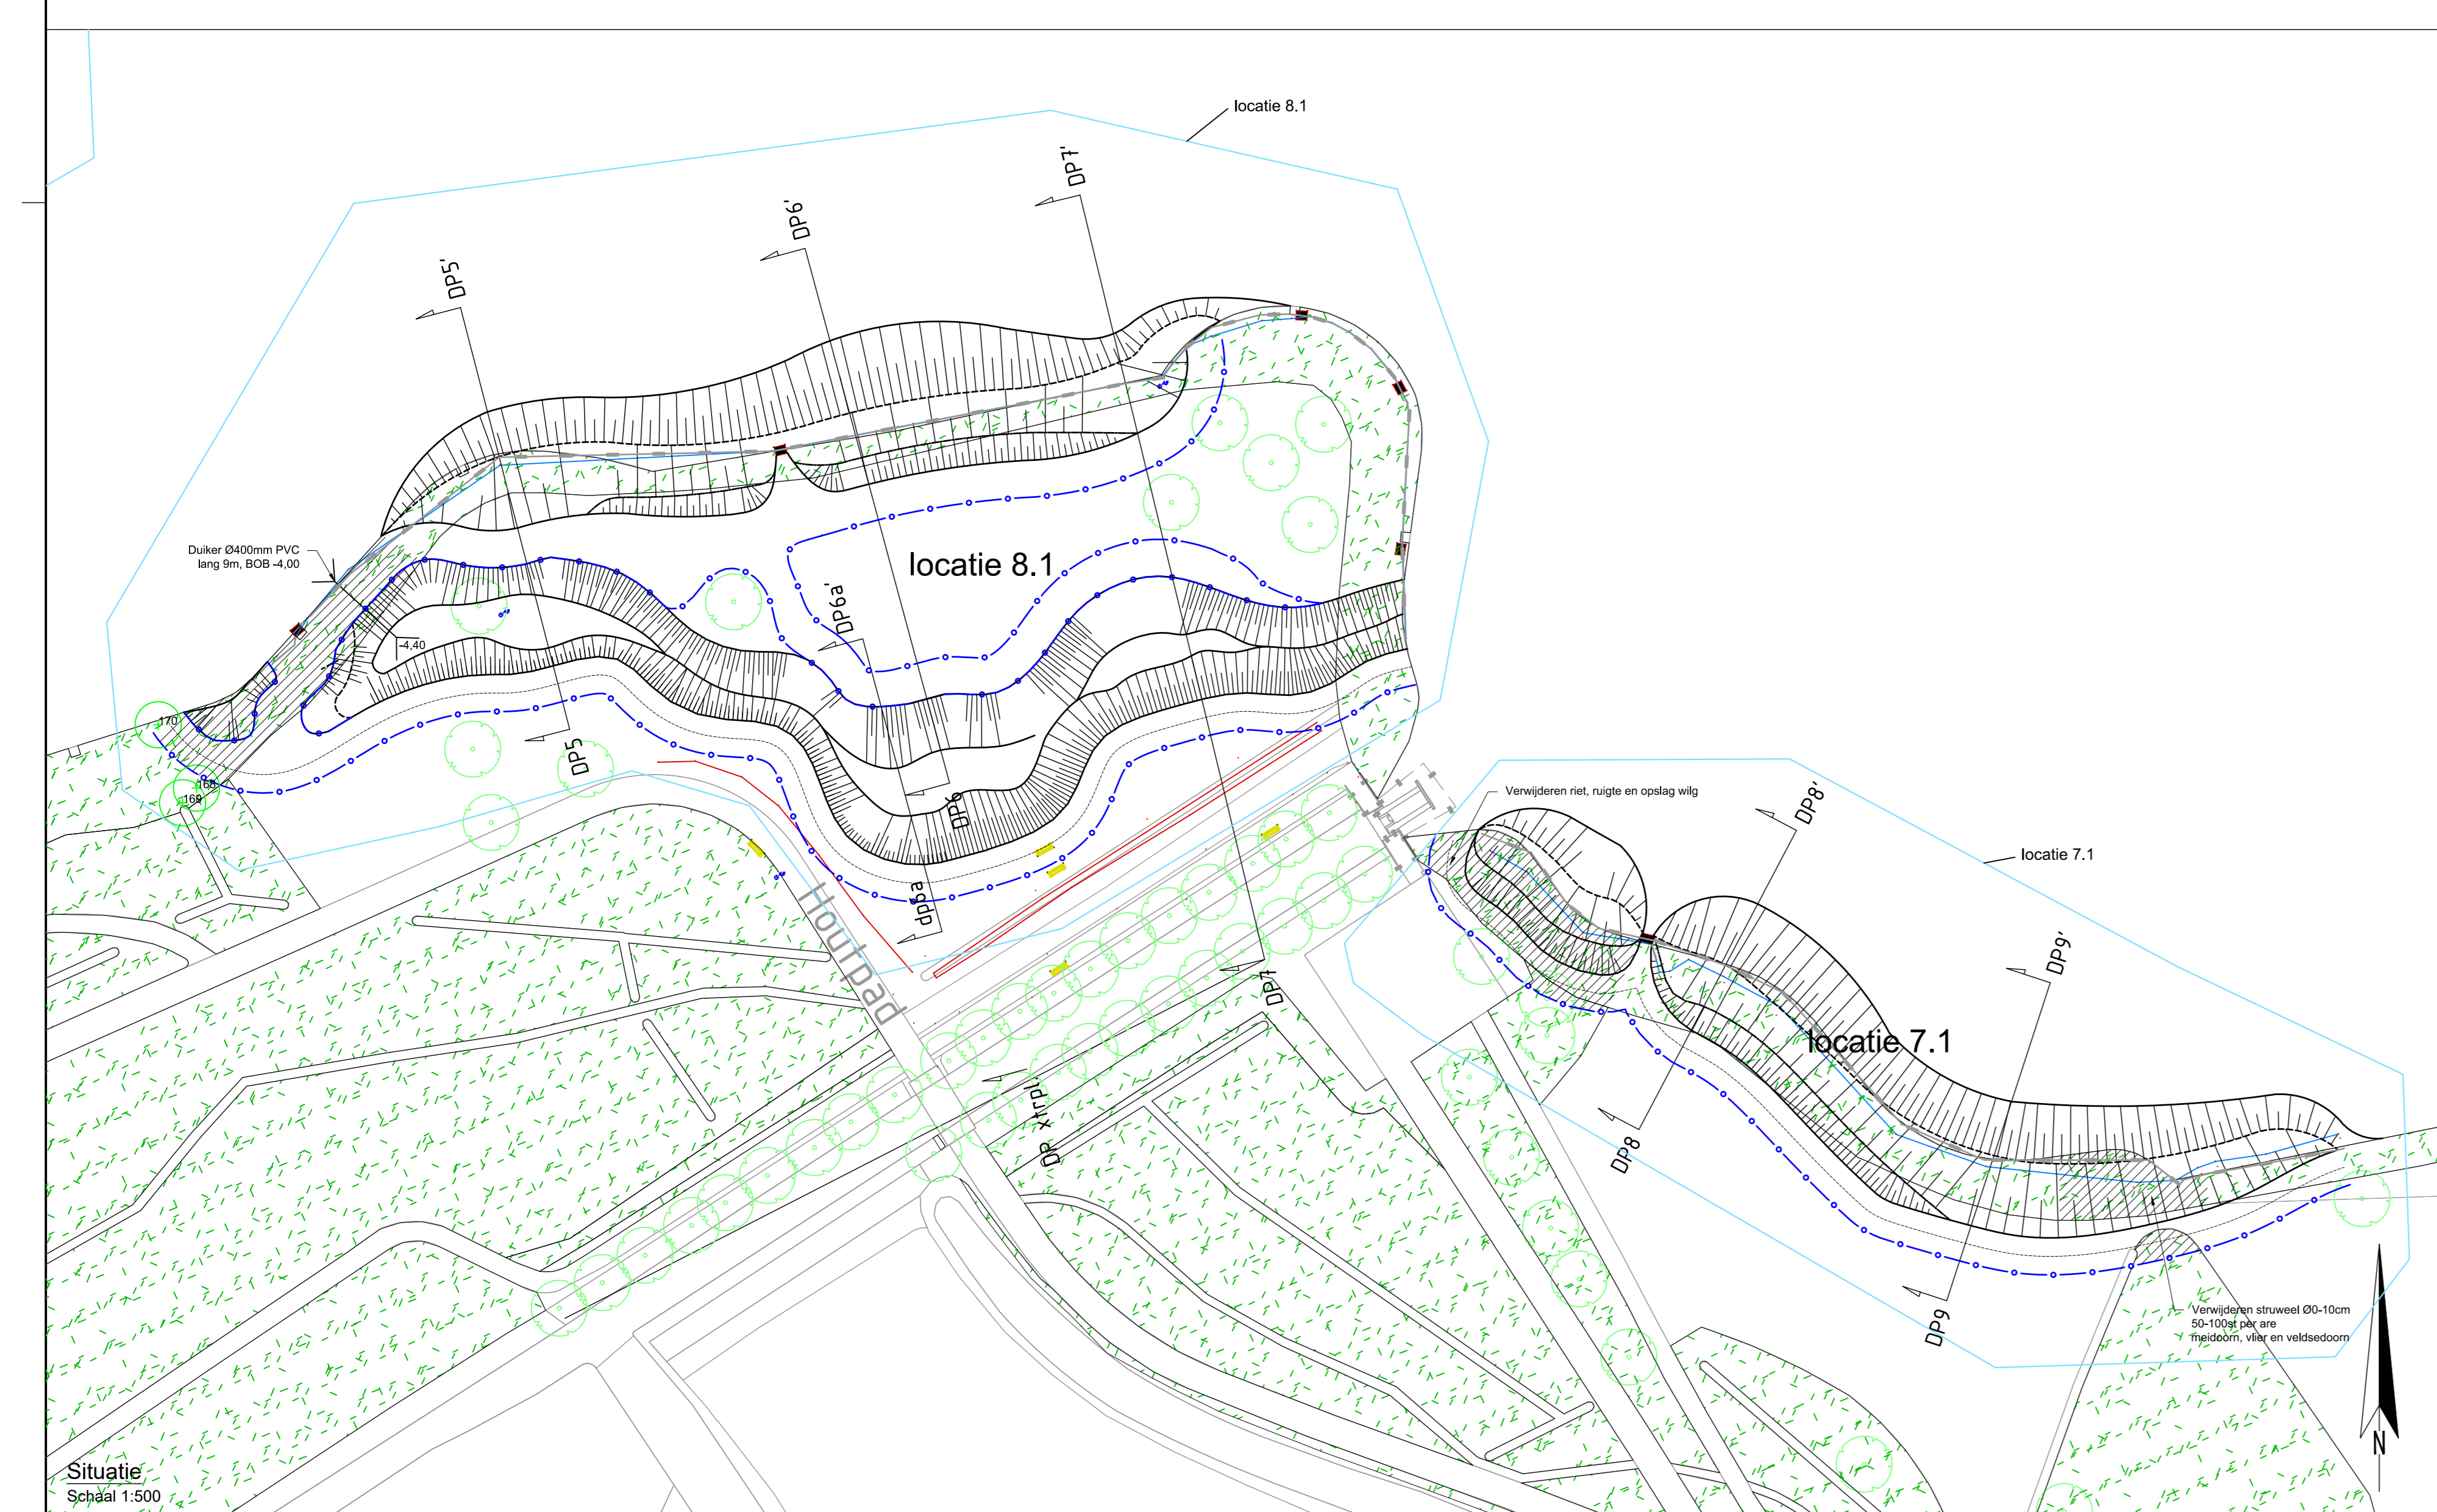 locatie 8.1
DP7'
DP6'
DP5'
Duiker Ø400mm PVC
lang 9m, BOB -4,00
locatie 8.1
DP6a'
-4,40
170
168
169
DP5
DP6
dp6a
Houtpad
DP7
Verwijderen riet, ruigte en opslag wilg
DP8'
locatie 7.1
DP9'
locatie 7.1
DP8
DP9
Verwijderen struweel Ø0-10cm
50-100st per are
meidoorn, vlier en veldsedoorn
N
Situatie
Schaal 1:500